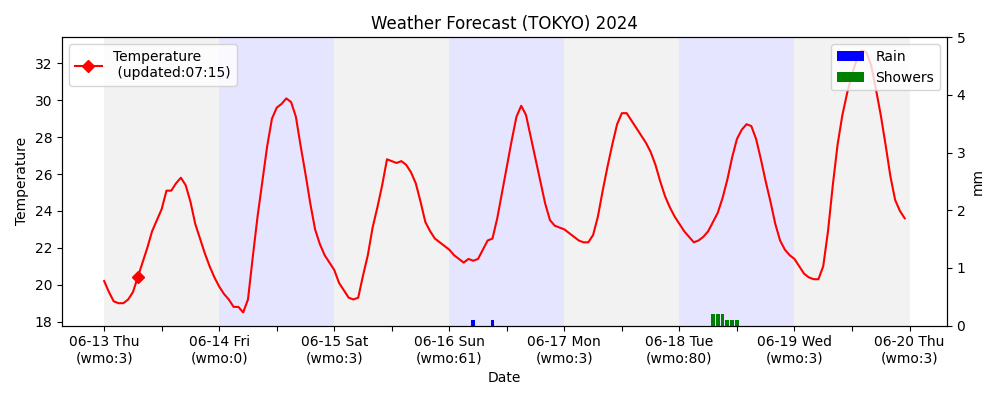 Weather Forecast (TOKYO) 2024
Temperature
(updated:07:15)
Rain
Showers
Temperature
32
30
28
26
24
22
20
18
5
4
3
2
1
0
mm
06-13 Thu 06-14 Fri 06-15 Sat 06-16 Sun 06-17 Mon 06-18 Tue 06-19 Wed 06-20 Thu
(wmo:3) (wmo:0) (wmo:3) (wmo:61) (wmo:3) (wmo:80) (wmo:3) (wmo:3)
Date